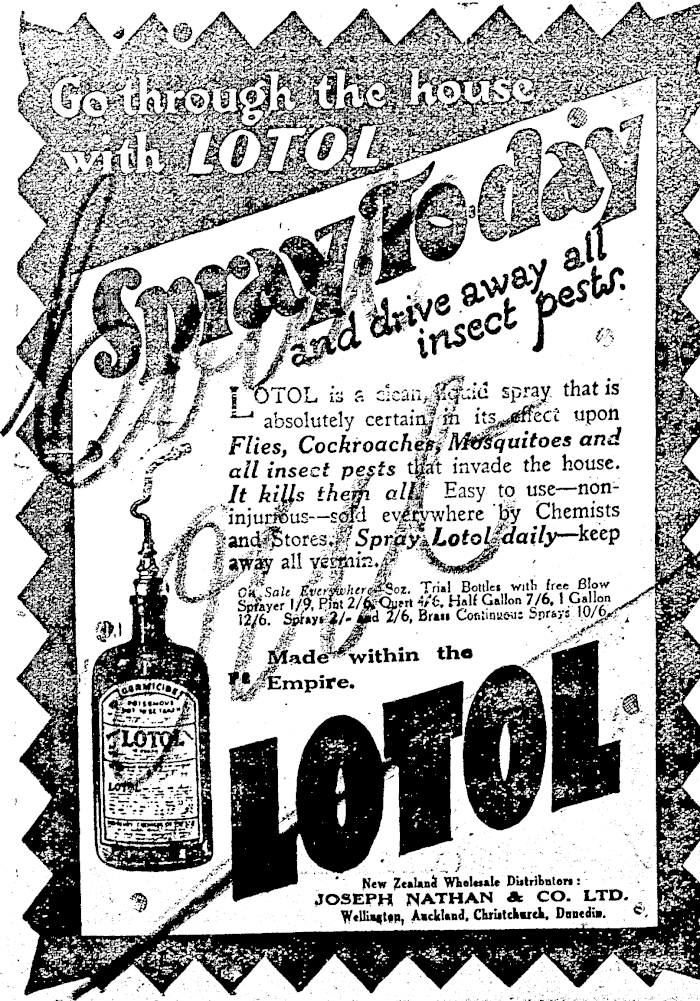 Go through the house
with LOTOL
Spray To-day
and drive away all
insect pests.
LOTOL is a clean, liquid spray that is
absolutely certain in its effect upon
Flies, Cockroaches, Mosquitoes and
all insect pests that invade the house.
It kills them all. Easy to use—non-
injurious—sold everywhere by Chemists
and Stores. Spray Lotol daily—keep
away all vermin.
On Sale Everywhere 8oz. Trial Bottles with free Blow
Sprayer 1/9, Pint 2/6, Quart 4/6, Half Gallon 7/6, 1 Gallon
12/6. Sprays 2/- and 2/6, Brass Continuous Sprays 10/6.
Made within the
Empire.
GERMICIDE
POISONOUS
NOT TO BE TAKEN
LOTOL
LOTOL
New Zealand Wholesale Distributors:
JOSEPH NATHAN & CO. LTD.
Wellington, Auckland, Christchurch, Dunedin.